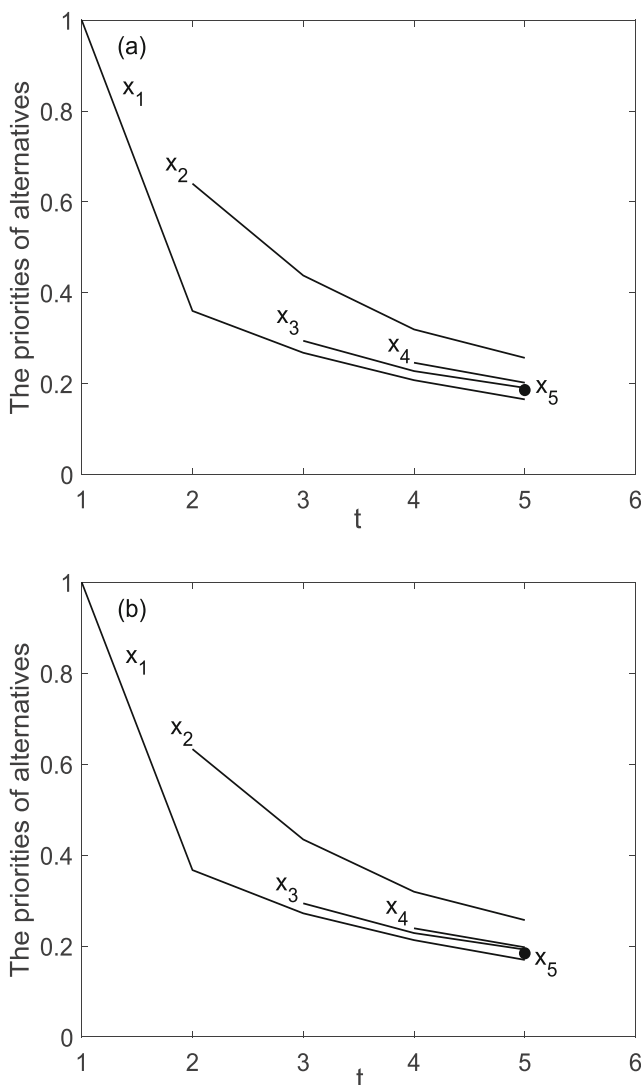 (a)
The priorities of alternatives
1
0.8
0.6
0.4
0.2
0
x1
x2
x3
x4
x5
1 2 3 4 5 6
t
(b)
The priorities of alternatives
1
0.8
0.6
0.4
0.2
0
x1
x2
x3
x4
x5
1 2 3 4 5 6
t